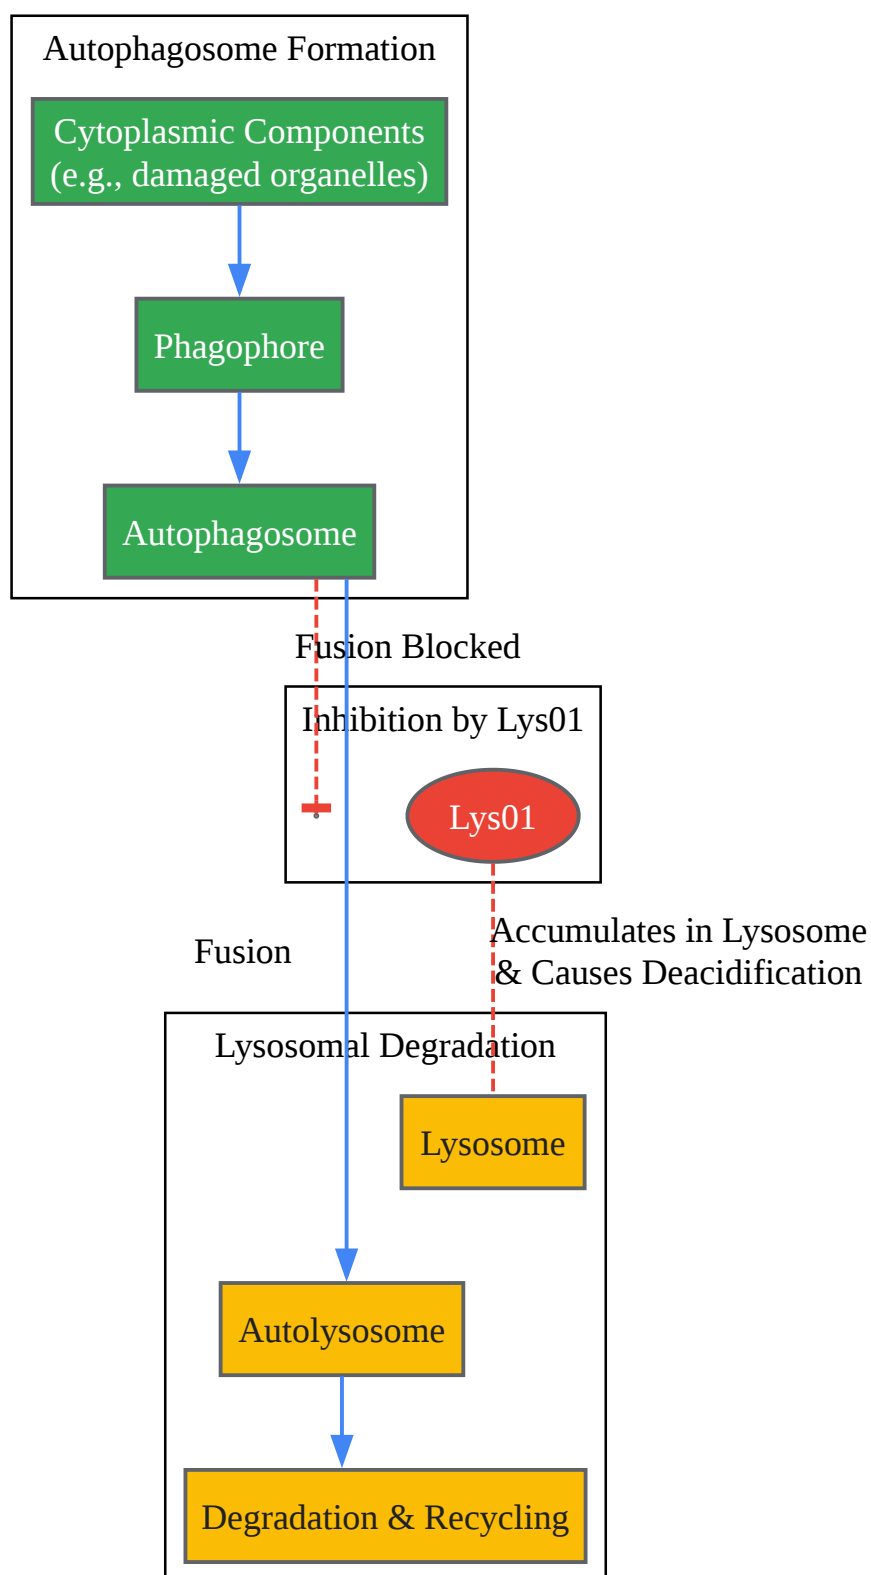 Autophagosome Formation
Cytoplasmic Components
(e.g., damaged organelles)
Phagophore
Autophagosome
Fusion Blocked
Inhibition by Lys01
Lys01
Fusion
Accumulates in Lysosome
& Causes Deacidification
Lysosomal Degradation
Lysosome
Autolysosome
Degradation & Recycling